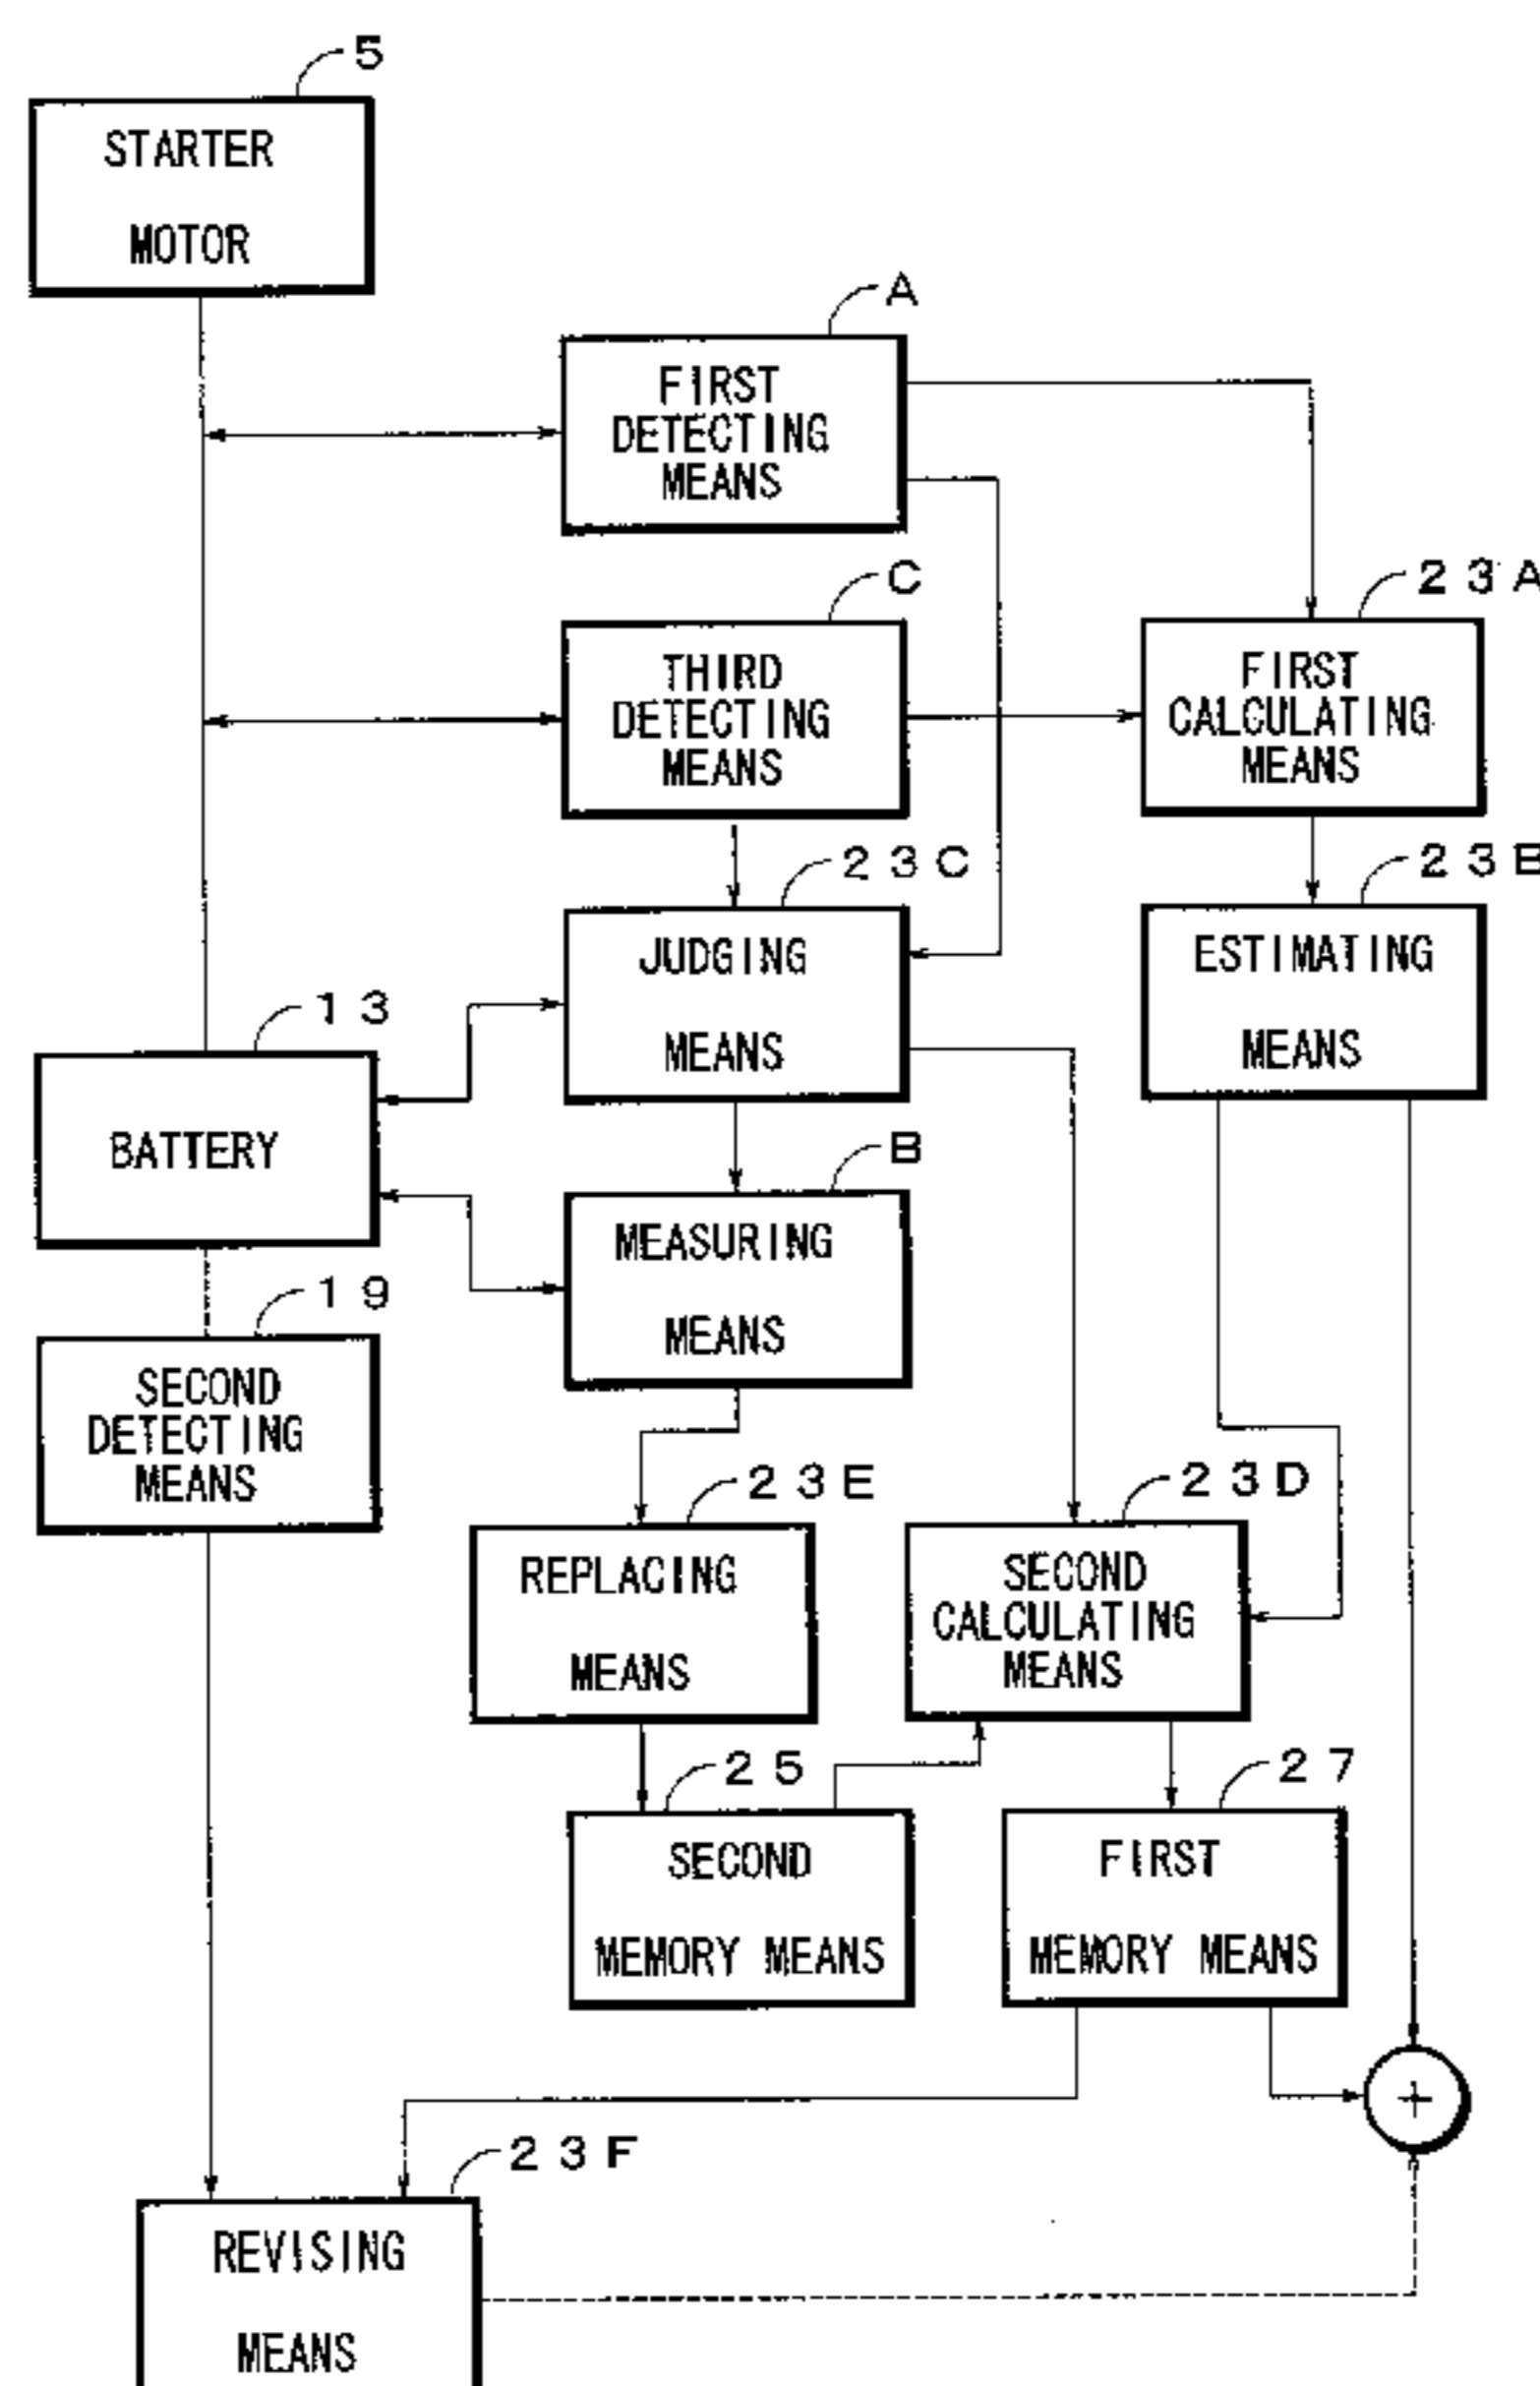 5
STARTER
MOTOR
A
FIRST
DETECTING
MEANS
C
THIRD
DETECTING
MEANS
23A
FIRST
CALCULATING
MEANS
23C
JUDGING
MEANS
23B
ESTIMATING
MEANS
13
BATTERY
B
MEASURING
MEANS
19
SECOND
DETECTING
MEANS
23E
REPLACING
MEANS
23D
SECOND
CALCULATING
MEANS
25
SECOND
MEMORY MEANS
27
FIRST
MEMORY MEANS
+
23F
REVISING
MEANS